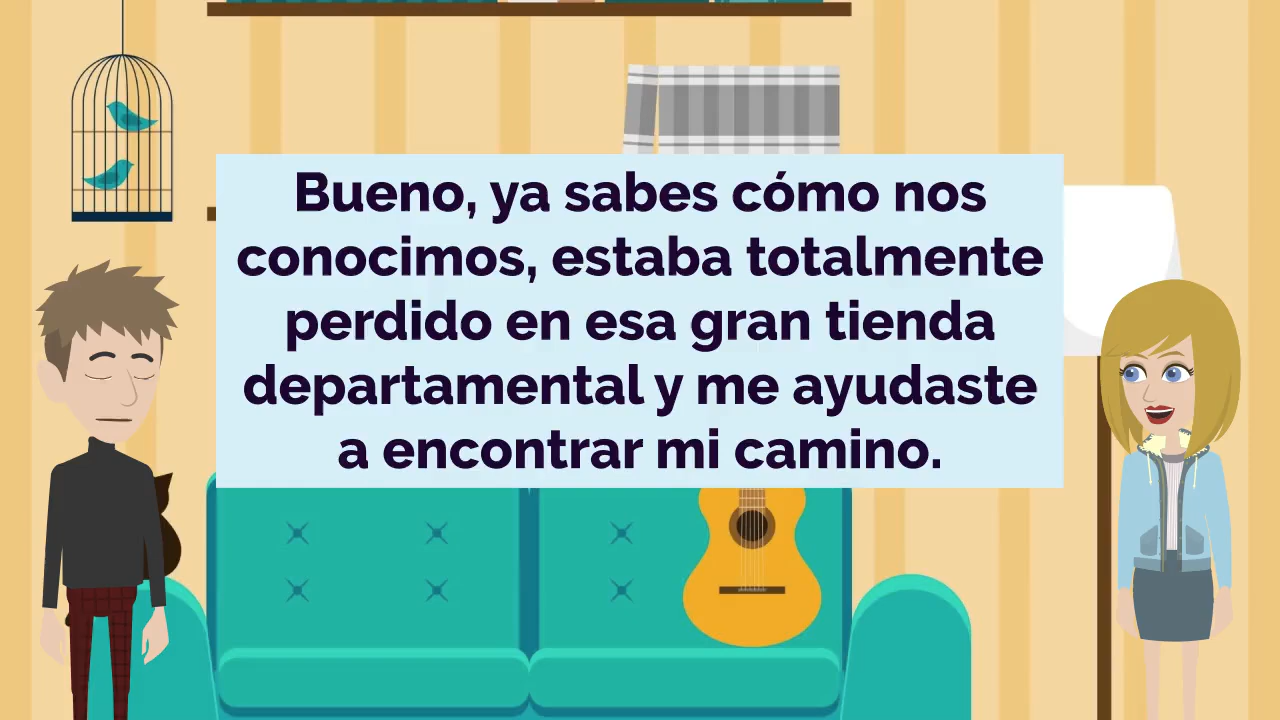 Bueno, ya sabes cómo nos
conocimos, estaba totalmente
perdido en esa gran tienda
departamental y me ayudaste
a encontrar mi camino.